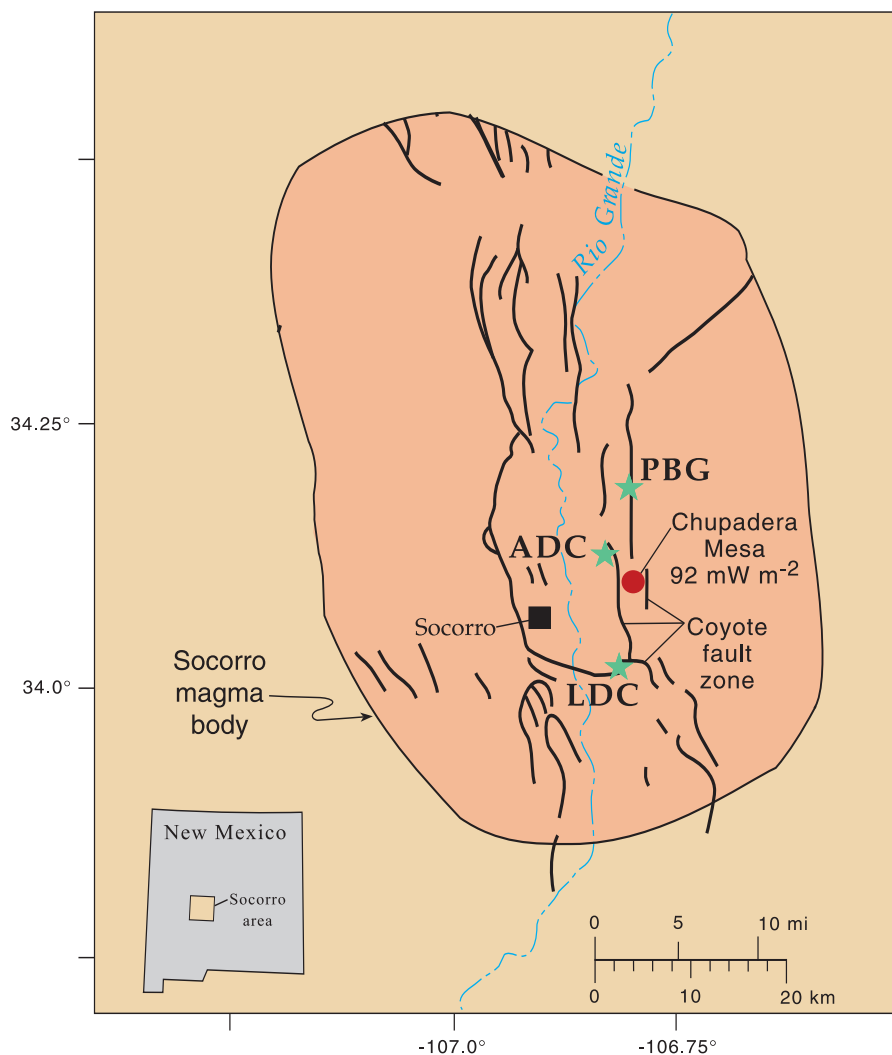 Rio Grande
34.25°
PBG
Chupadera
Mesa
92 mW m⁻²
ADC
Socorro
Coyote
fault
zone
34.0°
LDC
Socorro
magma
body
New Mexico
Socorro
area
0 5 10 mi
0 10 20 km
-107.0° -106.75°